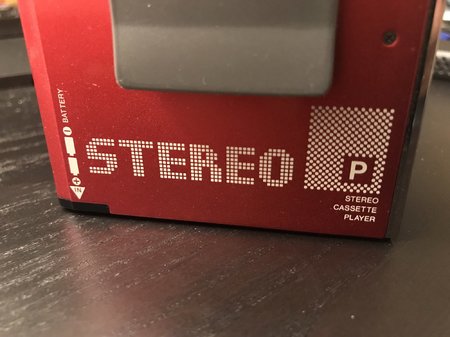 BATTERY
IN
STEREO
P
STEREO
CASSETTE
PLAYER